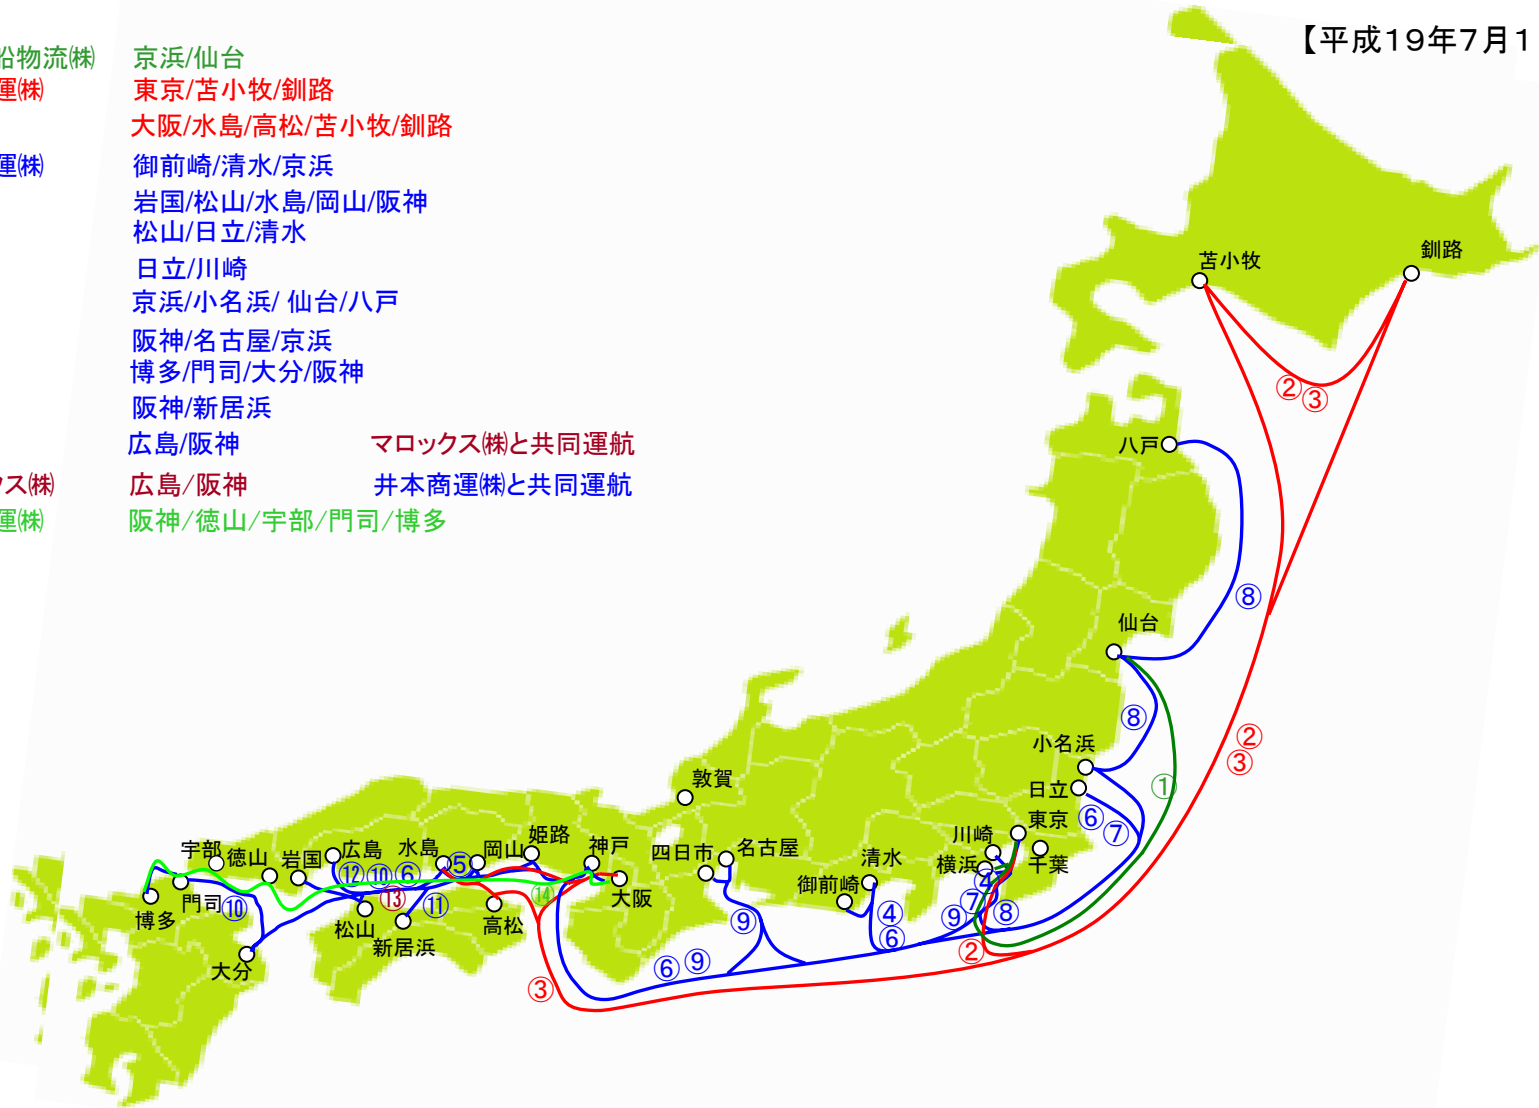 【平成19年7月1
船物流㈱ 京浜/仙台
運㈱ 東京/苫小牧/釧路
大阪/水島/高松/苫小牧/釧路
運㈱ 御前崎/清水/京浜
岩国/松山/水島/岡山/阪神
松山/日立/清水
日立/川崎
京浜/小名浜/ 仙台/八戸
阪神/名古屋/京浜
博多/門司/大分/阪神
阪神/新居浜
広島/阪神 マロックス㈱と共同運航
クス㈱ 広島/阪神 井本商運㈱と共同運航
運㈱ 阪神/徳山/宇部/門司/博多
釧路
苫小牧
②
③
八戸
⑧
仙台
⑧
②
③
小名浜
①
日立
⑥
⑦
東京
川崎
千葉
横浜
④
⑦
⑧
⑨
②
敦賀
名古屋
四日市
清水
御前崎
④
⑥
⑨
⑥ ⑨
③
宇部
徳山
岩国
広島
水島
岡山
姫路
神戸
大阪
⑤
⑫ ⑩ ⑥
⑬
⑪
⑭
博多
門司
⑩
松山
新居浜
高松
大分